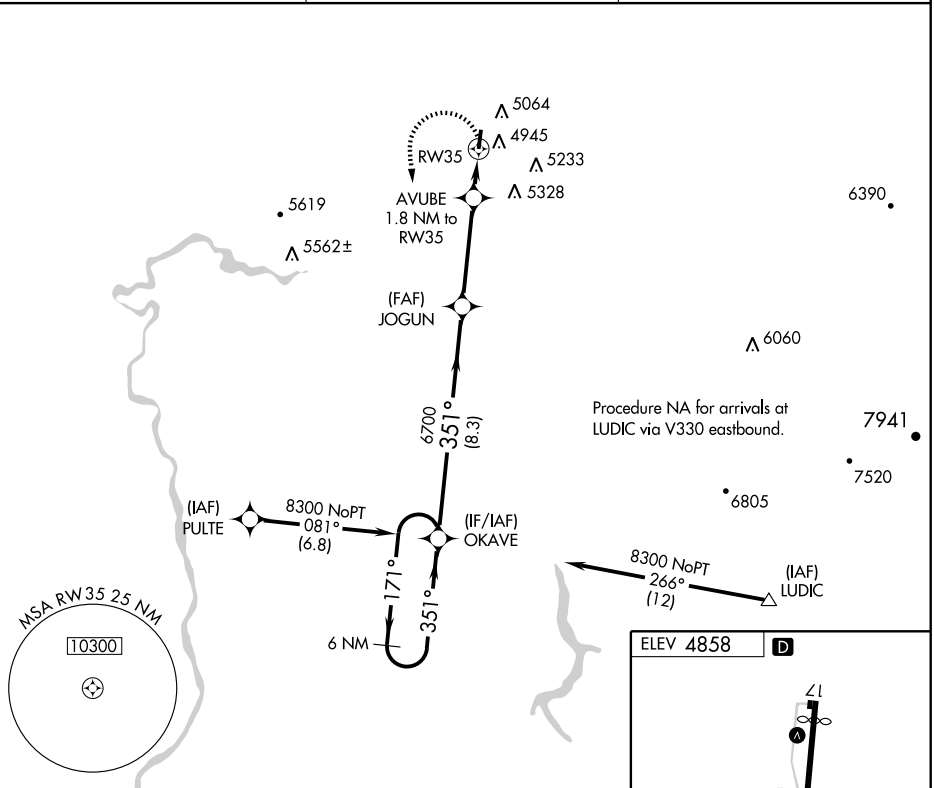 5064
4945
RW35
5233
5328
AVUBE
1.8 NM to
RW35
5619
5562±
6390
(FAF)
JOGUN
6060
6700
351°
(8.3)
Procedure NA for arrivals at
LUDIC via V330 eastbound.
7941
7520
6805
(IAF)
PULTE
8300 NoPT
081°
(6.8)
(IF/IAF)
OKAVE
8300 NoPT
266°
(12)
(IAF)
LUDIC
171°
351°
6 NM
MSA RW35 25 NM
10300
ELEV 4858
D
17